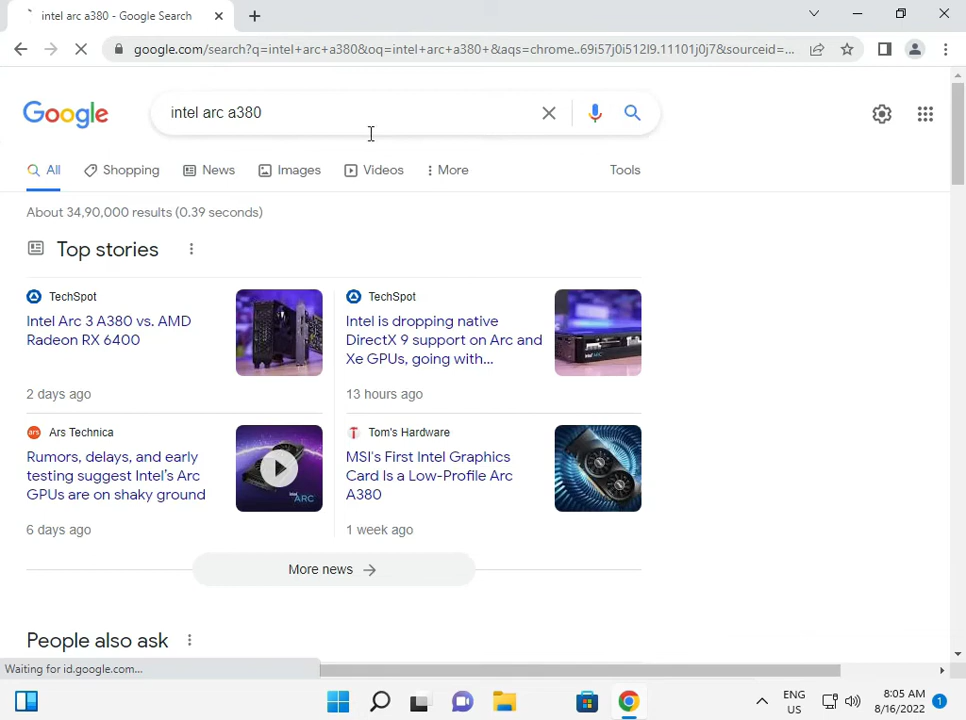 intel arc a380 - Google Search
google.com/search?q=intel+arc+a380&oq=intel+arc+a380+&aqs=chrome..69i57j0i512l9.11101j0j7&sourceid=...
Google
intel arc a380
All
Shopping
News
Images
Videos
More
Tools
About 34,90,000 results (0.39 seconds)
Top stories
TechSpot
Intel Arc 3 A380 vs. AMD
Radeon RX 6400
2 days ago
TechSpot
Intel is dropping native
DirectX 9 support on Arc and
Xe GPUs, going with...
13 hours ago
ars
Ars Technica
Rumors, delays, and early
testing suggest Intel's Arc
GPUs are on shaky ground
intel
ARC
6 days ago
Tom's Hardware
MSI's First Intel Graphics
Card Is a Low-Profile Arc
A380
1 week ago
More news
People also ask
Waiting for id.google.com...
ENG
US
8:05 AM
8/16/2022
1